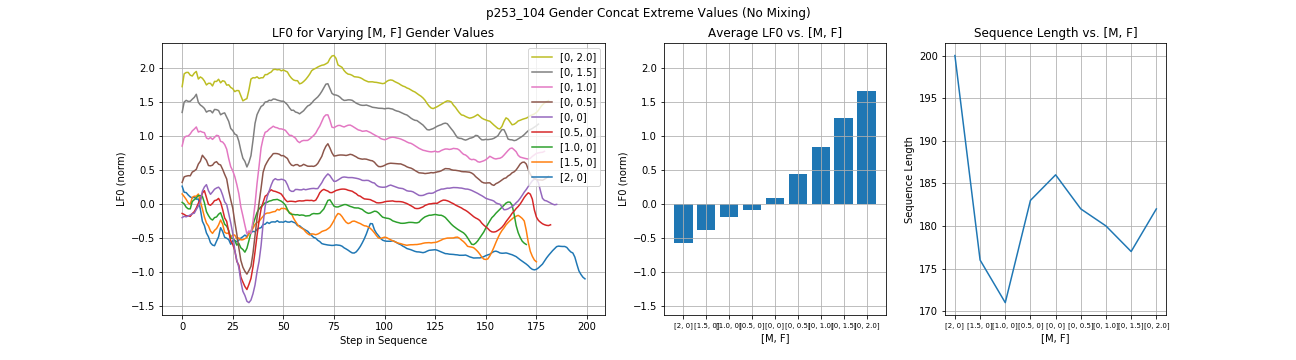 p253_104 Gender Concat Extreme Values (No Mixing)
LF0 for Varying [M, F] Gender Values
LF0 (norm)
2.0
1.5
1.0
0.5
0.0
−0.5
−1.0
−1.5
0 25 50 75 100 125 150 175 200
Step in Sequence
[0, 2.0]
[0, 1.5]
[0, 1.0]
[0, 0.5]
[0, 0]
[0.5, 0]
[1.0, 0]
[1.5, 0]
[2, 0]
Average LF0 vs. [M, F]
LF0 (norm)
2.0
1.5
1.0
0.5
0.0
−0.5
−1.0
−1.5
[2, 0] [1.5, 0] [1.0, 0] [0.5, 0] [0, 0] [0, 0.5] [0, 1.0] [0, 1.5] [0, 2.0]
[M, F]
Sequence Length vs. [M, F]
Sequence Length
200
195
190
185
180
175
170
[2, 0] [1.5, 0] [1.0, 0] [0.5, 0] [0, 0] [0, 0.5] [0, 1.0] [0, 1.5] [0, 2.0]
[M, F]